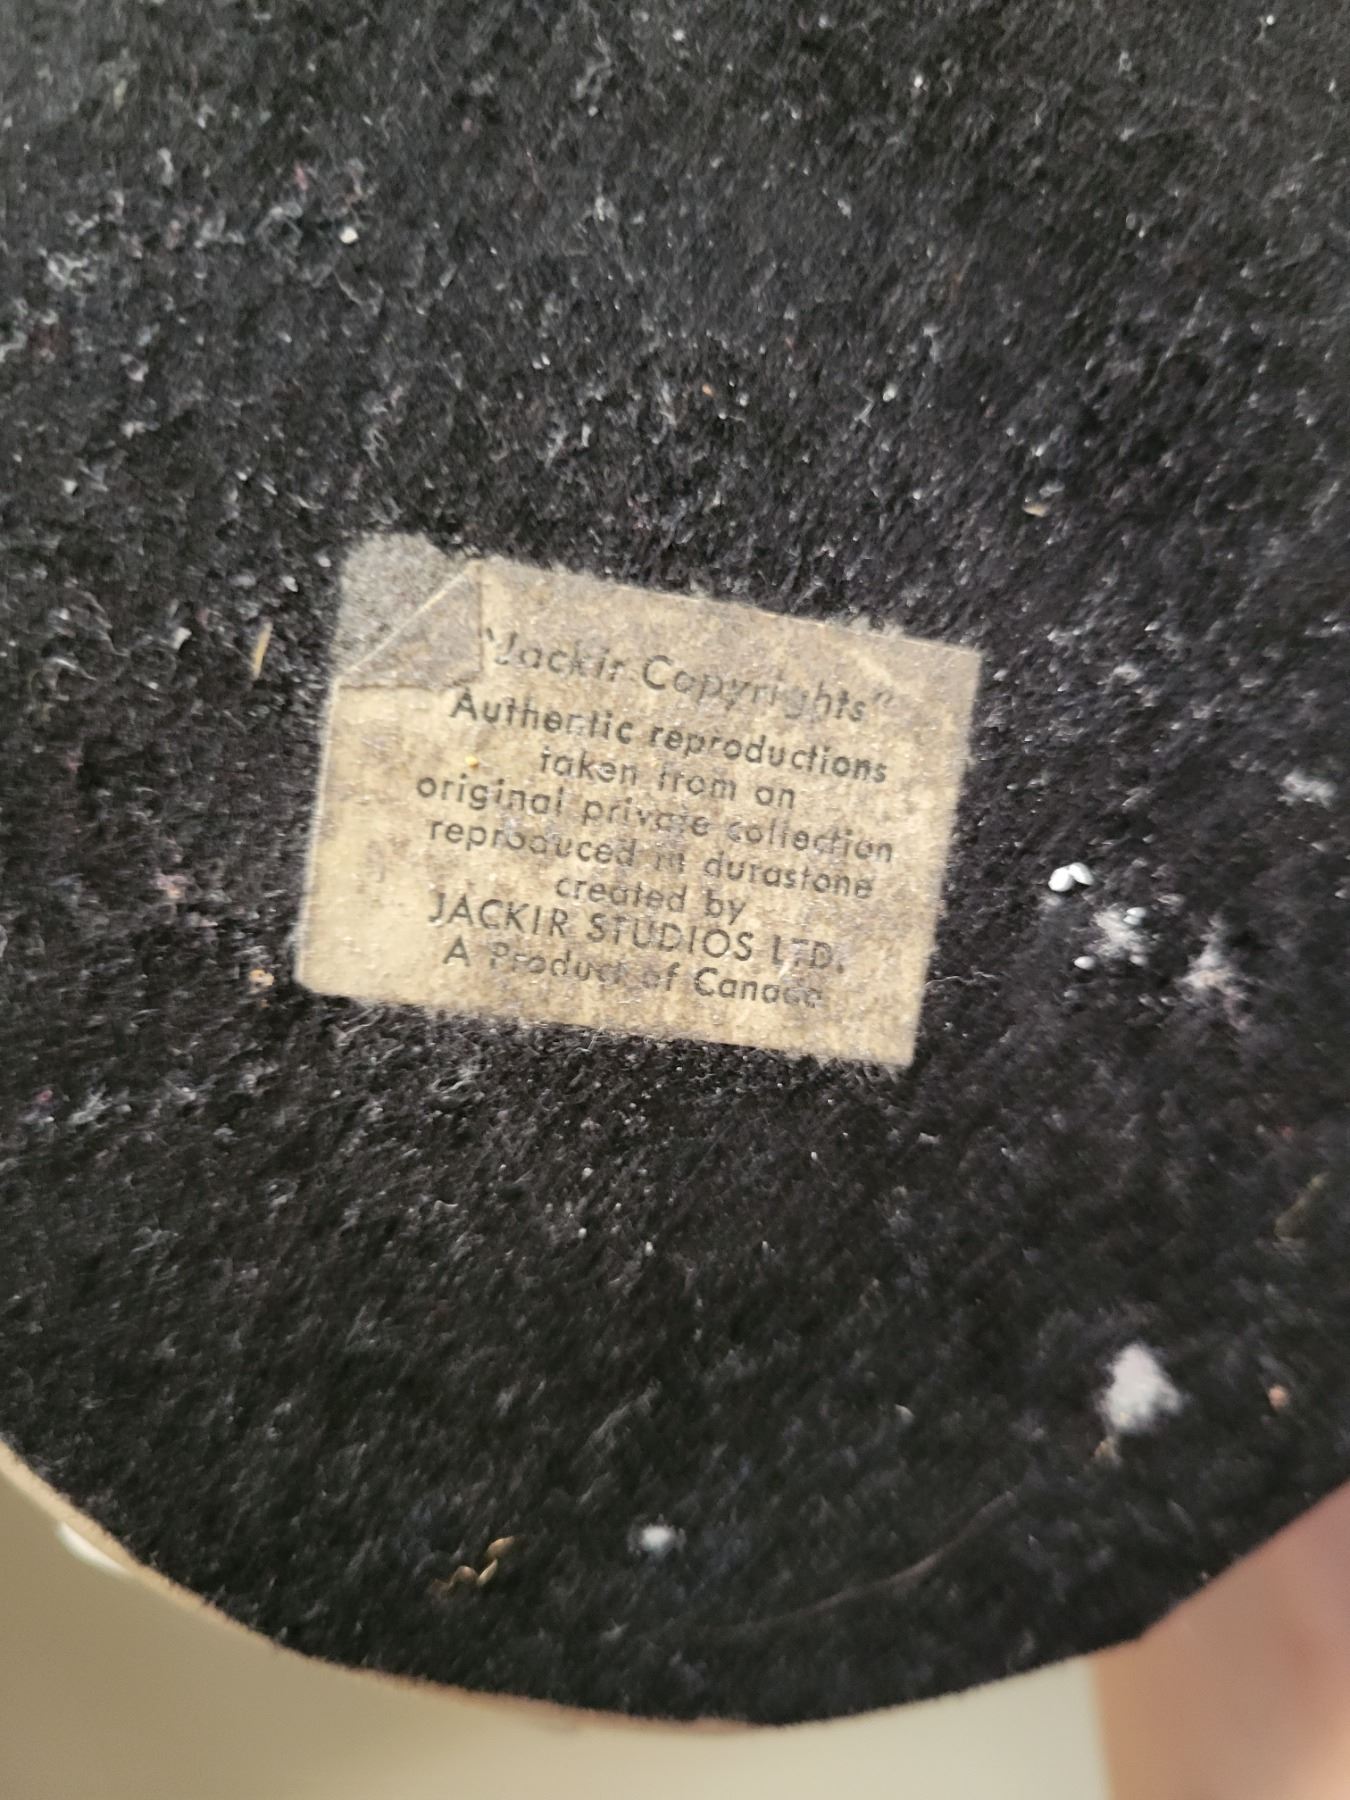 "Jackir Copyrights"
Authentic reproductions
taken from an
original private collection
reproduced in durastone
created by
JACKIR STUDIOS LTD.
A Product of Canada